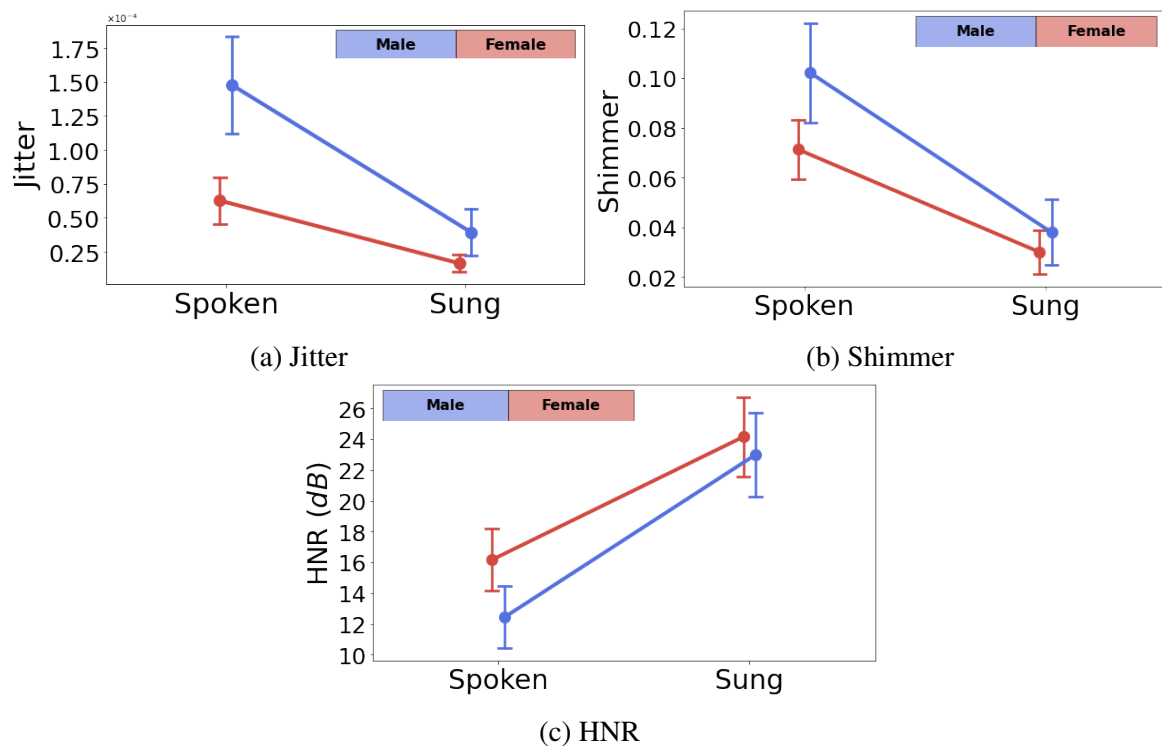 ×10⁻⁴
Male Female
1.75
1.50
1.25
1.00
0.75
0.50
0.25
Jitter
Spoken Sung
(a) Jitter
Male Female
0.12
0.10
0.08
0.06
0.04
0.02
Shimmer
Spoken Sung
(b) Shimmer
Male Female
26
24
22
20
18
16
14
12
10
HNR (dB)
Spoken Sung
(c) HNR